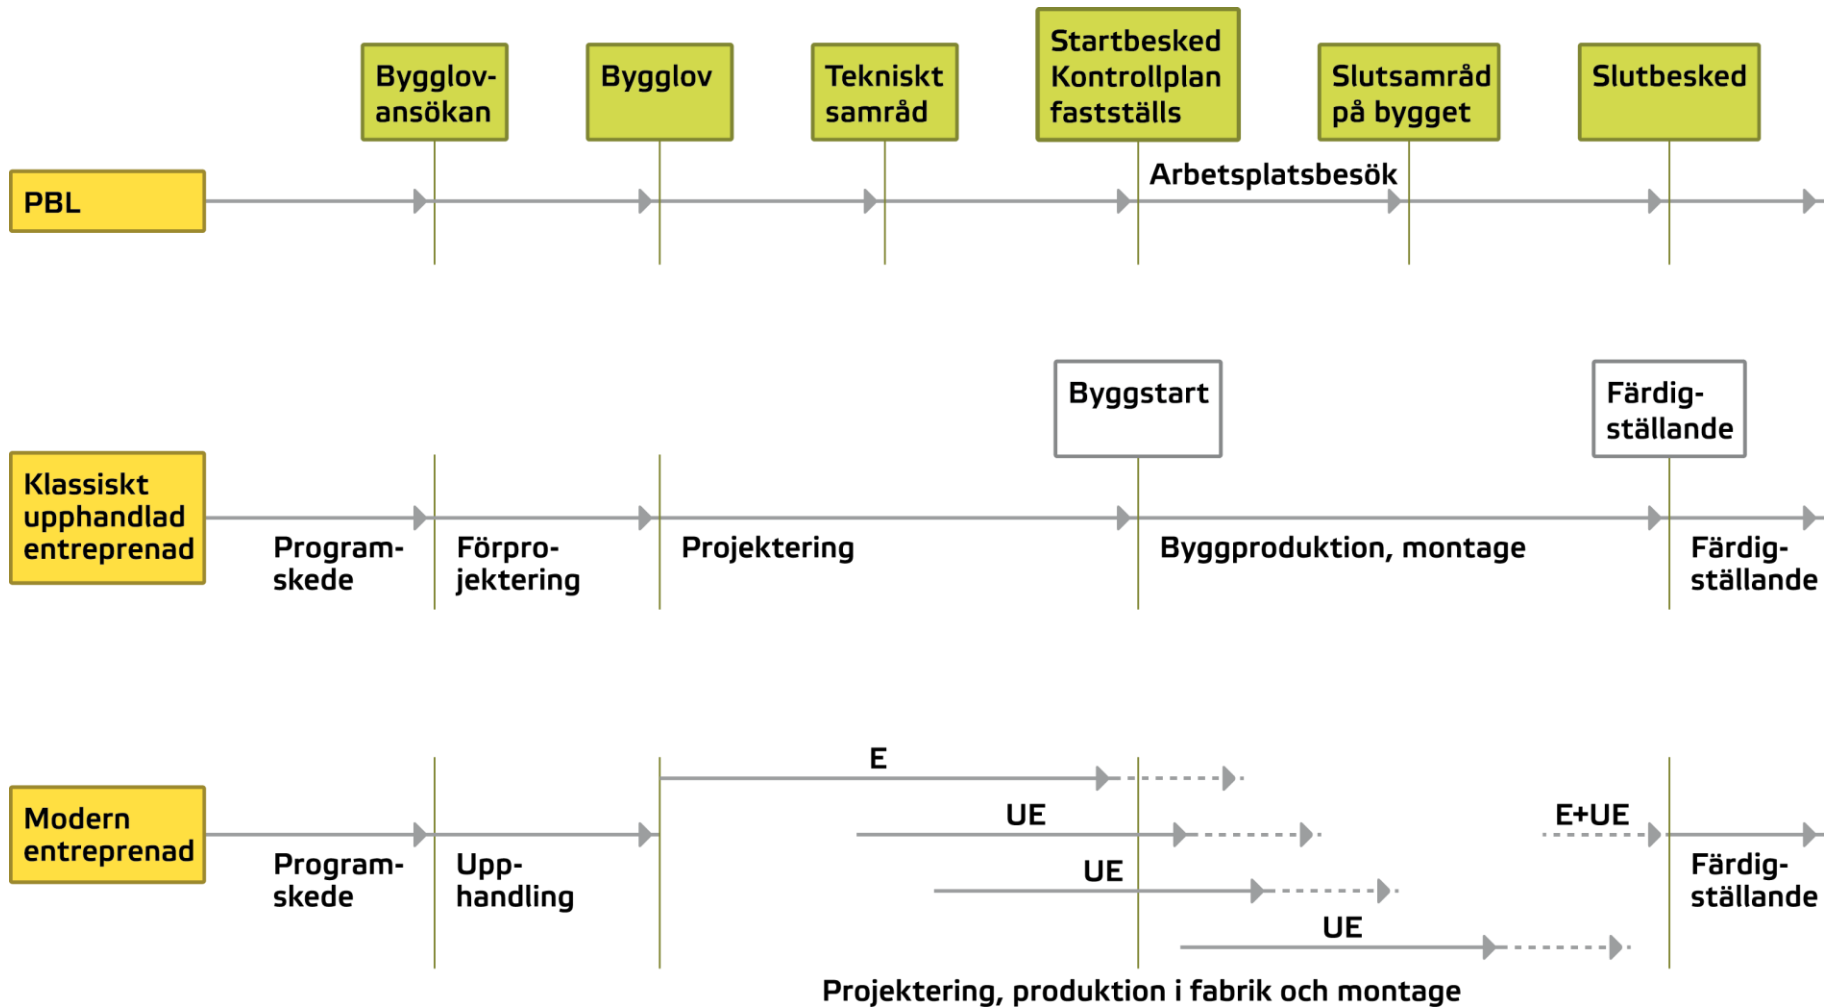 Bygglov-
ansökan
Bygglov
Tekniskt
samråd
Startbesked
Kontrollplan
fastställs
Slutsamråd
på bygget
Slutbesked
PBL
Arbetsplatsbesök
Byggstart
Färdig-
ställande
Klassiskt
upphandlad
entreprenad
Program-
skede
Förpro-
jektering
Projektering
Byggproduktion, montage
Färdig-
ställande
Modern
entreprenad
Program-
skede
Upp-
handling
E
UE
UE
UE
E+UE
Färdig-
ställande
Projektering, produktion i fabrik och montage